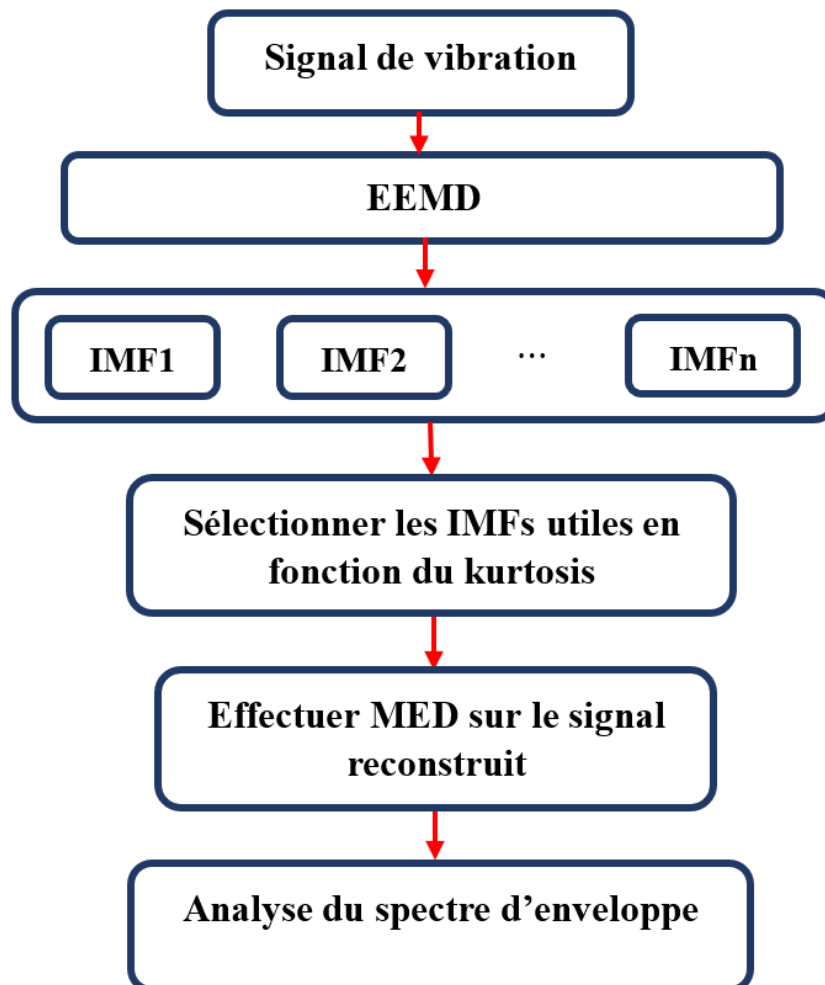 Signal de vibration
EEMD
IMF1 IMF2 ... IMFn
Sélectionner les IMFs utiles en
fonction du kurtosis
Effectuer MED sur le signal
reconstruit
Analyse du spectre d’enveloppe